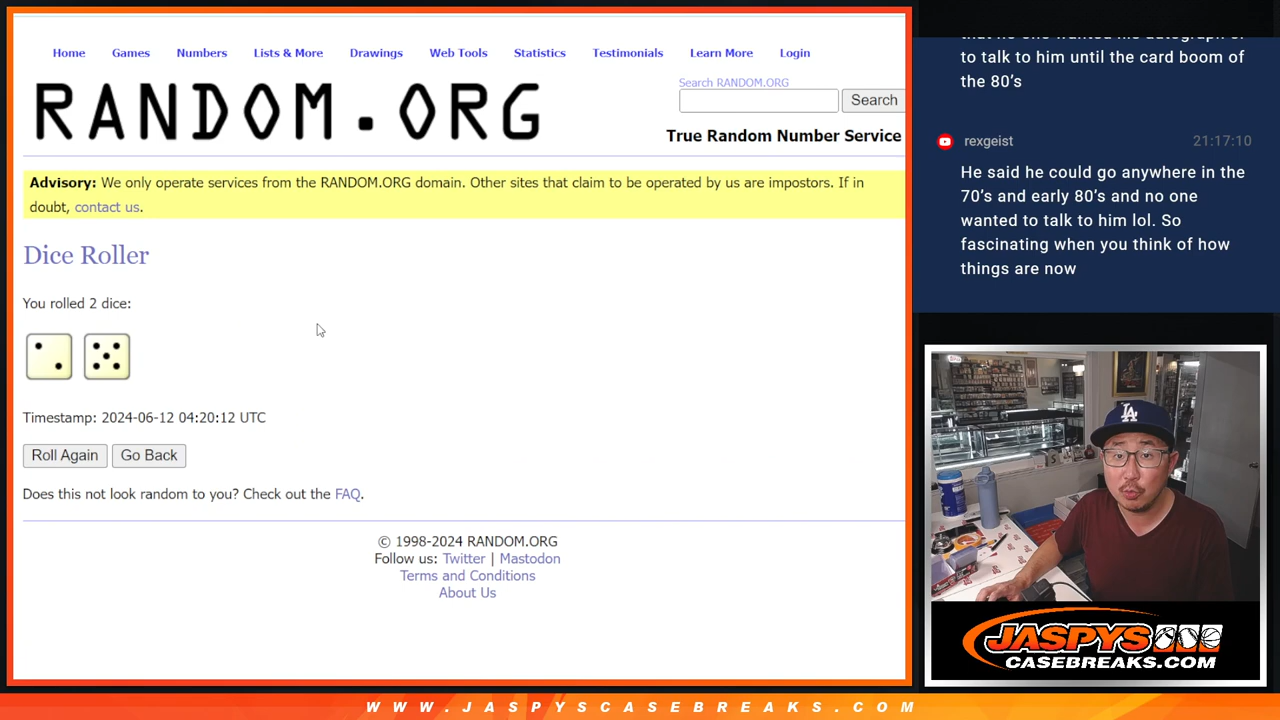 Home Games Numbers Lists & More Drawings Web Tools Statistics Testimonials Learn More Login
RANDOM.ORG
Search RANDOM.ORG
Search
True Random Number Service
Advisory: We only operate services from the RANDOM.ORG domain. Other sites that claim to be operated by us are impostors. If in
doubt, contact us.
Dice Roller
You rolled 2 dice:
Timestamp: 2024-06-12 04:20:12 UTC
Roll Again Go Back
Does this not look random to you? Check out the FAQ.
© 1998-2024 RANDOM.ORG
Follow us: Twitter | Mastodon
Terms and Conditions
About Us
to talk to him until the card boom of
the 80’s
rexgeist 21:17:10
He said he could go anywhere in the
70’s and early 80’s and no one
wanted to talk to him lol. So
fascinating when you think of how
things are now
LA
JASPYS
CASEBREAKS.COM
WWW.JASPYSCASEBREAKS.COM